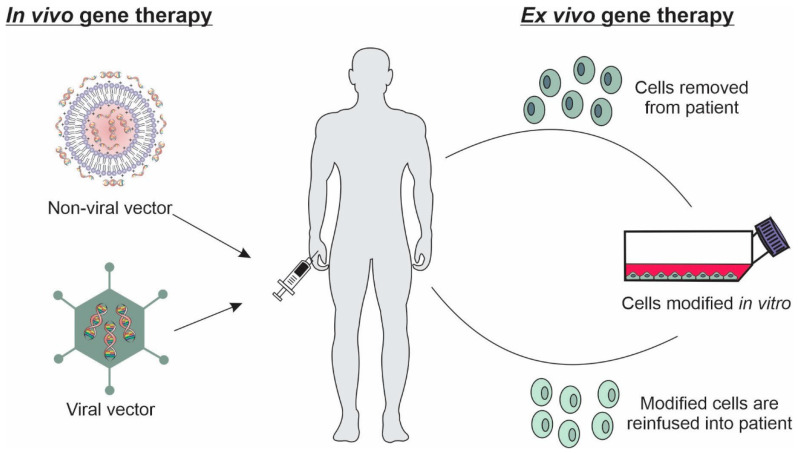 In vivo gene therapy
Ex vivo gene therapy
Cells removed
from patient
Non-viral vector
Cells modified in vitro
Viral vector
Modified cells are
reinfused into patient